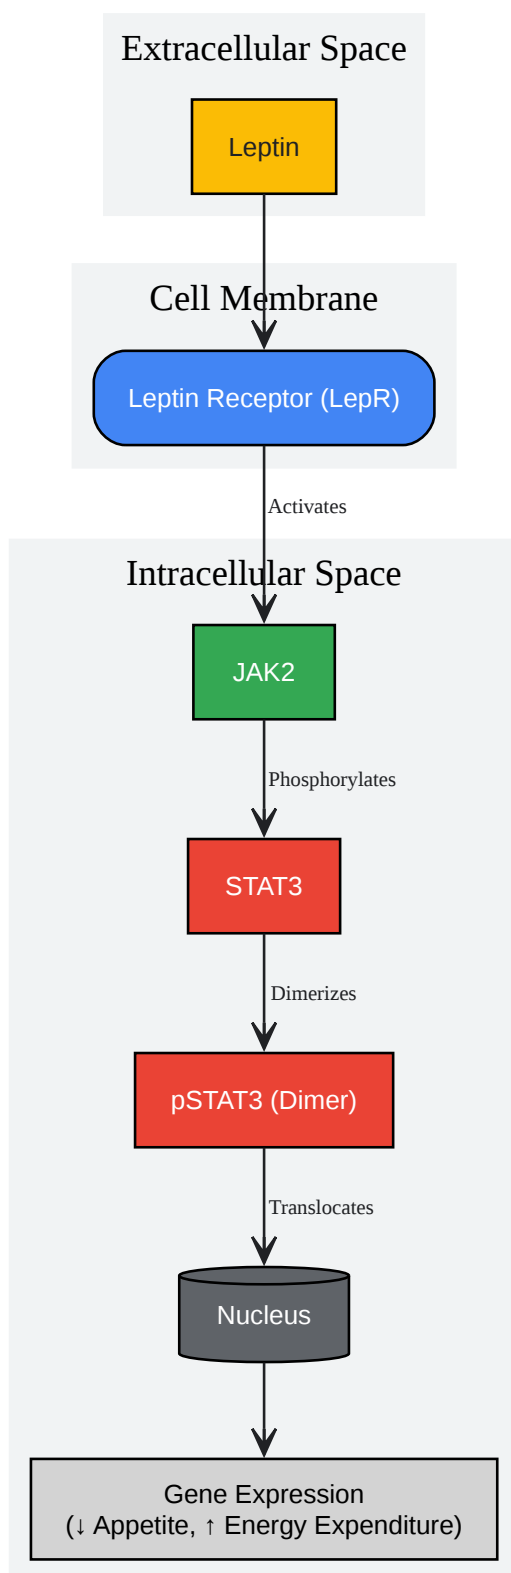 Extracellular Space
Leptin
Cell Membrane
Leptin Receptor (LepR)
Activates
Intracellular Space
JAK2
Phosphorylates
STAT3
Dimerizes
pSTAT3 (Dimer)
Translocates
Nucleus
Gene Expression
(↓ Appetite, ↑ Energy Expenditure)